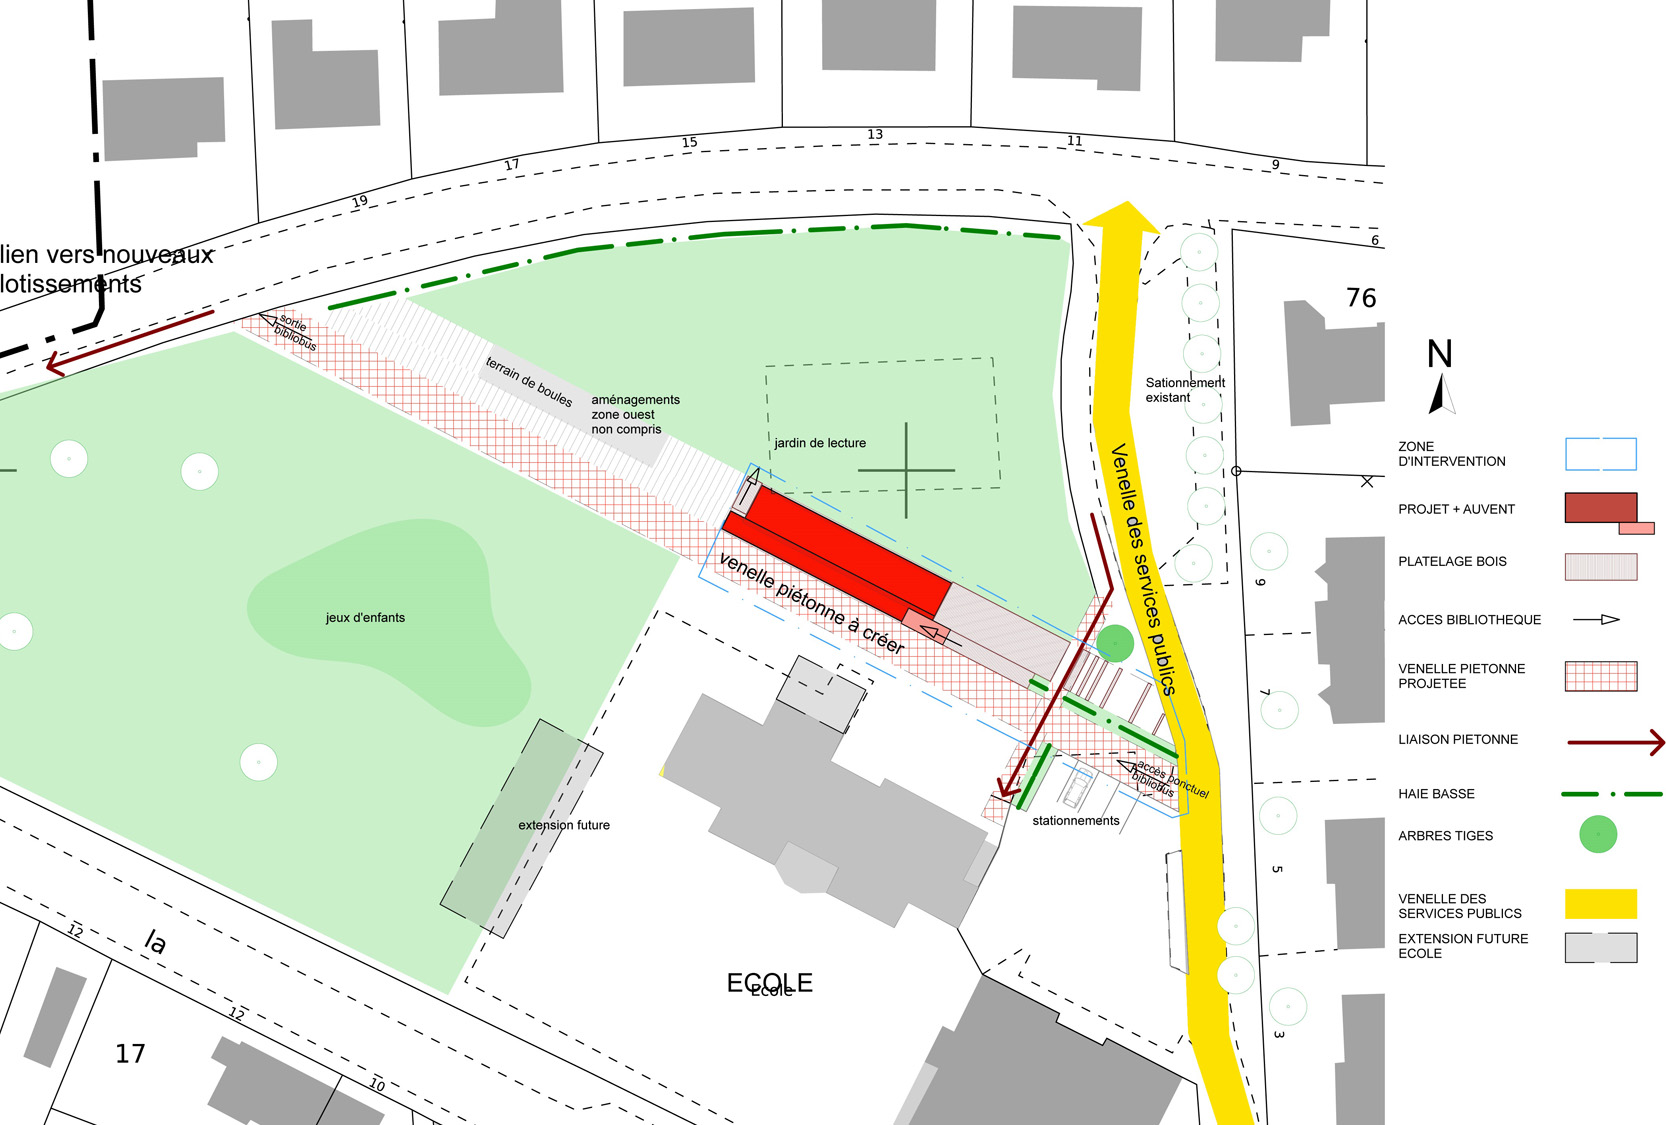 15
13
11
9
17
19
6
lien vers nouveaux
lotissements
76
N
sortie
bibliobus
terrain de boules
aménagements
zone ouest
non compris
Sationnement
existant
jardin de lecture
Venelle des services publics
venelle piétonne à créer
jeux d'enfants
9
7
5
3
accès ponctuel
bibliobus
stationnements
extension future
ECOLE
Ecole
la
12
12
10
17
ZONE
D'INTERVENTION
PROJET + AUVENT
PLATELAGE BOIS
ACCES BIBLIOTHEQUE
VENELLE PIETONNE
PROJETEE
LIAISON PIETONNE
HAIE BASSE
ARBRES TIGES
VENELLE DES
SERVICES PUBLICS
EXTENSION FUTURE
ECOLE